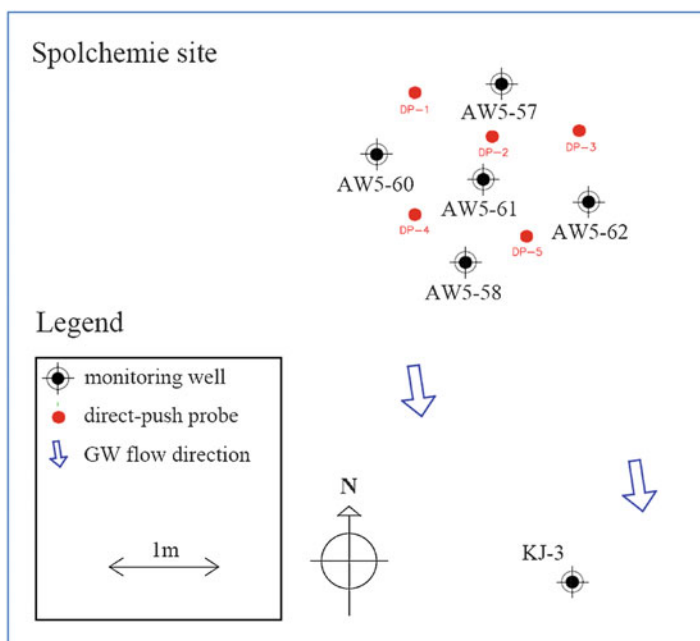 Spolchemie site
DP-1
AW5-57
DP-2
DP-3
AW5-60
AW5-61
AW5-62
DP-4
DP-5
AW5-58
Legend
monitoring well
direct-push probe
GW flow direction
1m
N
KJ-3